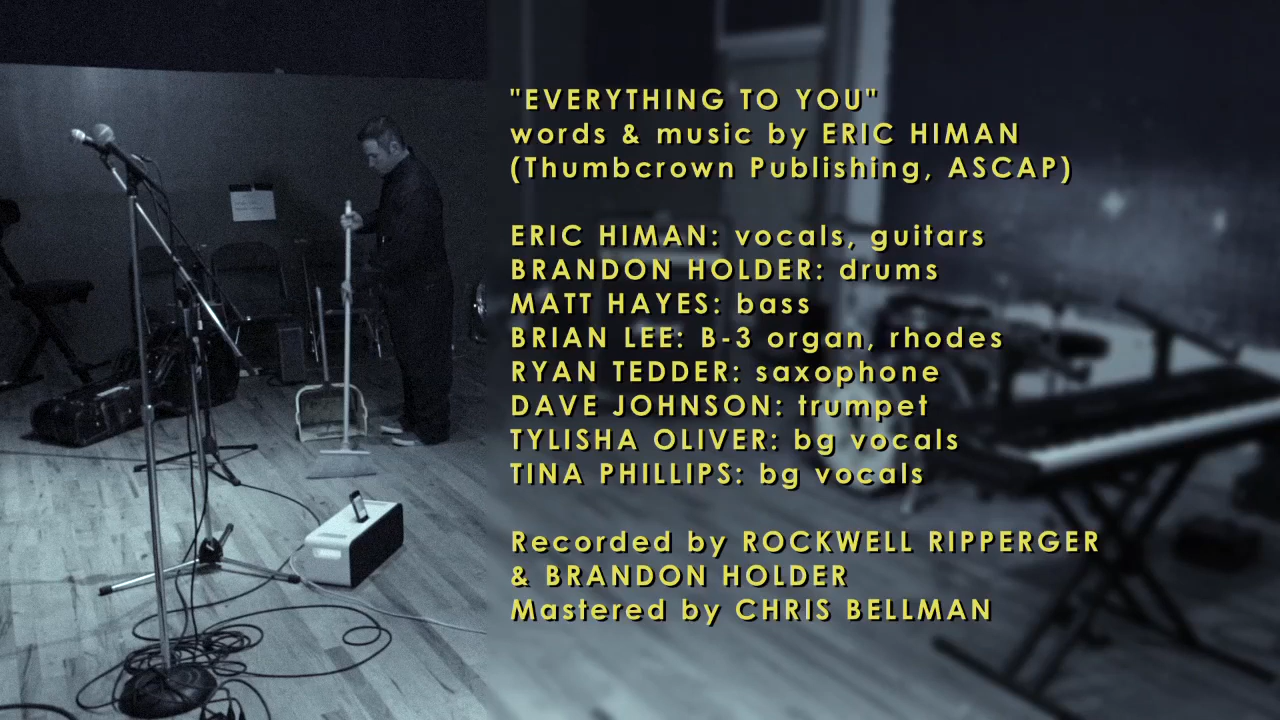 "EVERYTHING TO YOU"
words & music by ERIC HIMAN
(Thumbcrown Publishing, ASCAP)
ERIC HIMAN: vocals, guitars
BRANDON HOLDER: drums
MATT HAYES: bass
BRIAN LEE: B-3 organ, rhodes
RYAN TEDDER: saxophone
DAVE JOHNSON: trumpet
TYLISHA OLIVER: bg vocals
TINA PHILLIPS: bg vocals
Recorded by ROCKWELL RIPPERGER
& BRANDON HOLDER
Mastered by CHRIS BELLMAN